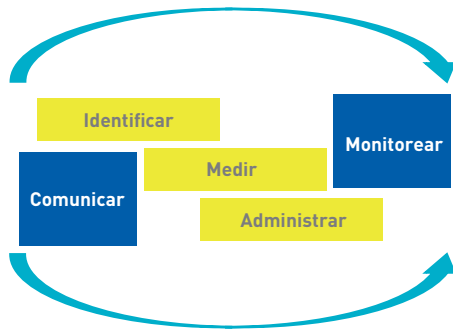 Identificar
Monitorear
Medir
Comunicar
Administrar